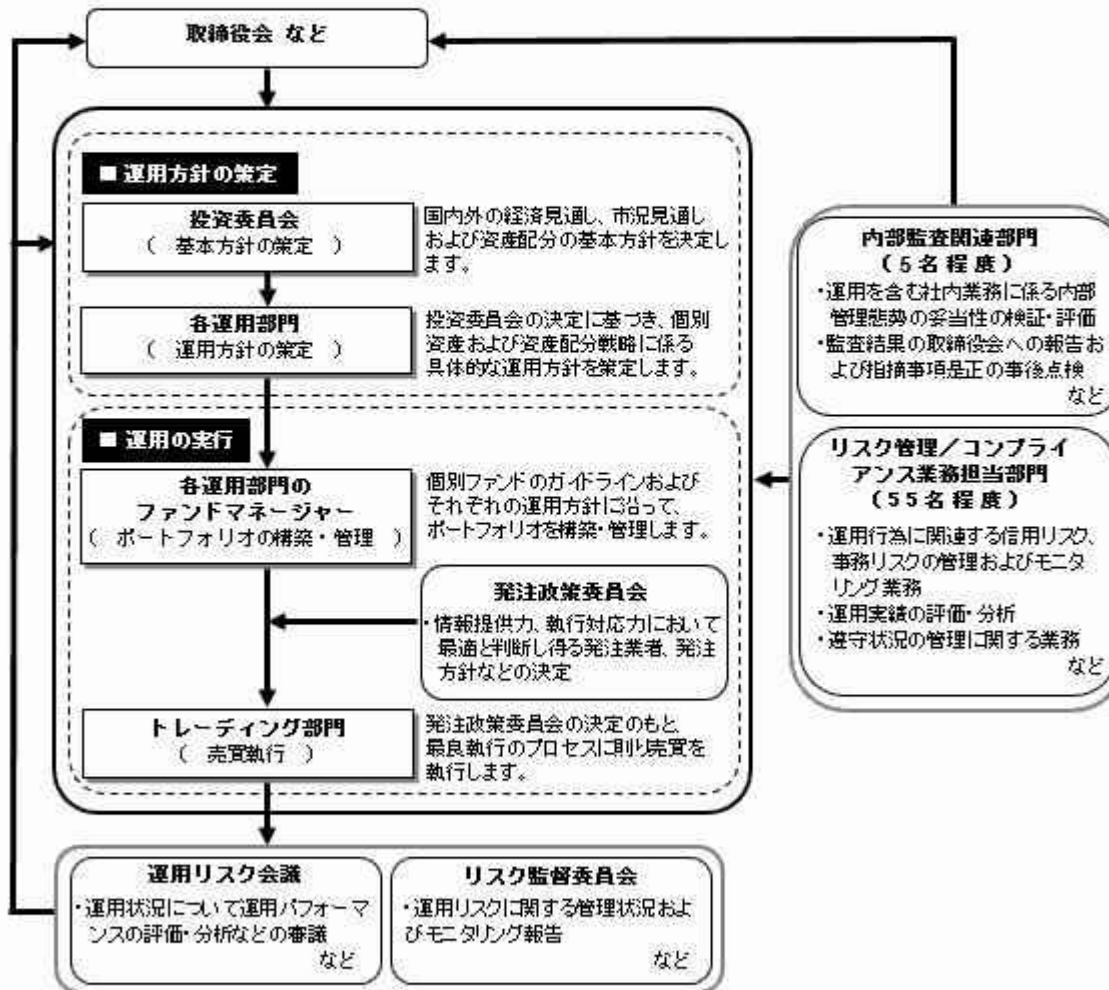 取締役会 など
■ 運用方針の策定
投資委員会
( 基本方針の策定 )
国内外の経済見通し、市況見通し
および資産配分の基本方針を決定し
ます。
各運用部門
( 運用方針の策定 )
投資委員会の決定に基づき、個別
資産および資産配分戦略に係る
具体的な運用方針を策定します。
■ 運用の実行
各運用部門の
ファンドマネージャー
( ポートフォリオの構築・管理 )
個別ファンドのガイドラインおよび
それぞれの運用方針に沿って、
ポートフォリオを構築・管理します。
発注政策委員会
・情報提供力、執行対応力において
最適と判断し得る発注業者、発注
方針などの決定
トレーディング部門
( 売買執行 )
発注政策委員会の決定のもと、
最良執行のプロセスに則り売買を
執行します。
内部監査関連部門
(5名程度)
・運用を含む社内業務に係る内部
管理態勢の妥当性の検証・評価
・監査結果の取締役会への報告お
よび指摘事項是正の事後点検
など
リスク管理/コンプライ
アンス業務担当部門
(55名程度)
・運用行為に関連する信用リスク、
事務リスクの管理およびモニタ
リング業務
・運用実績の評価・分析
・遵守状況の管理に関する業務
など
運用リスク会議
・運用状況について運用パフォーマ
ンスの評価・分析などの審議
など
リスク監督委員会
・運用リスクに関する管理状況およ
びモニタリング報告
など